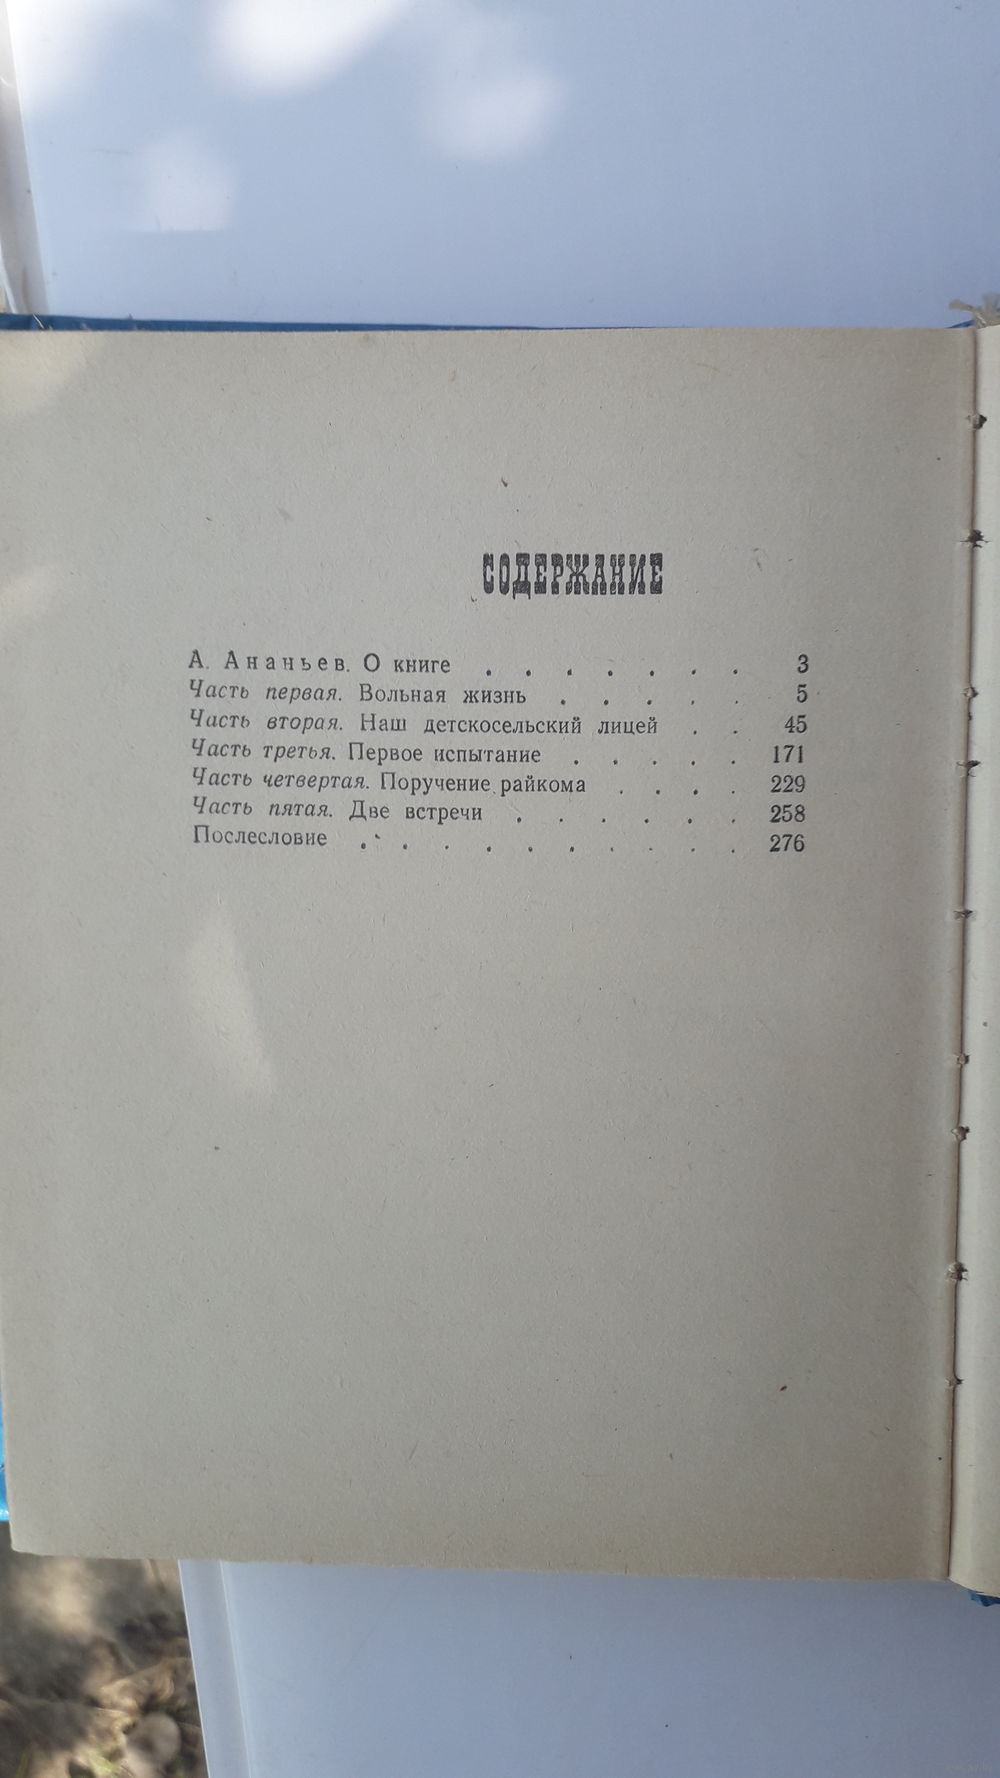 СОДЕРЖАНИЕ
А. Ананьев. О книге . . . . . . . 3
Часть первая. Вольная жизнь . . . . . 5
Часть вторая. Наш детскосельский лицей . . 45
Часть третья. Первое испытание . . . . . 171
Часть четвертая. Поручение райкома . . . . 229
Часть пятая. Две встречи . . . . . . 258
Послесловие . . . . . . . . . . 276